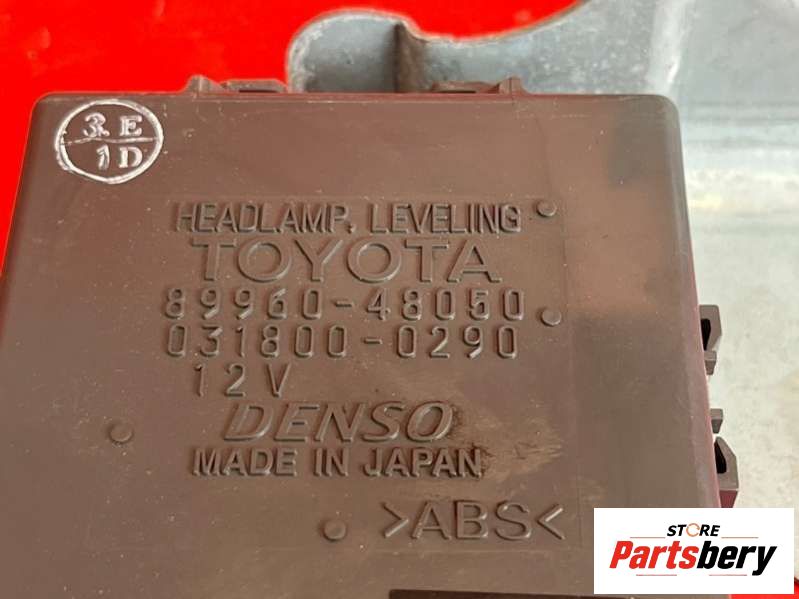 3E
1D
HEADLAMP. LEVELING
TOYOTA
89960-48050
031800-0290
12V
DENSO
MADE IN JAPAN
>ABS<
STORE
Partsbery